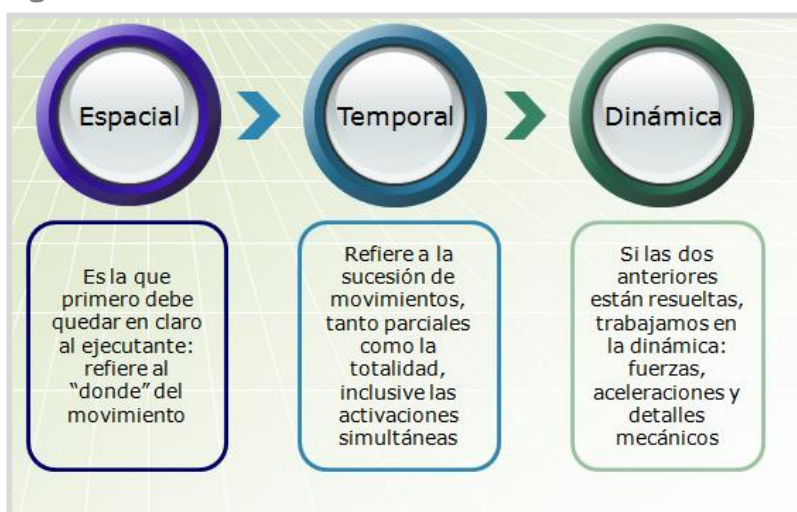 Espacial
Temporal
Dinámica
Es la que
primero debe
quedar en claro
al ejecutante:
refiere al
“donde” del
movimiento
Refiere a la
sucesión de
movimientos,
tanto parciales
como la
totalidad,
inclusive las
activaciones
simultáneas
Si las dos
anteriores
están resueltas,
trabajamos en
la dinámica:
fuerzas,
aceleraciones y
detalles
mecánicos